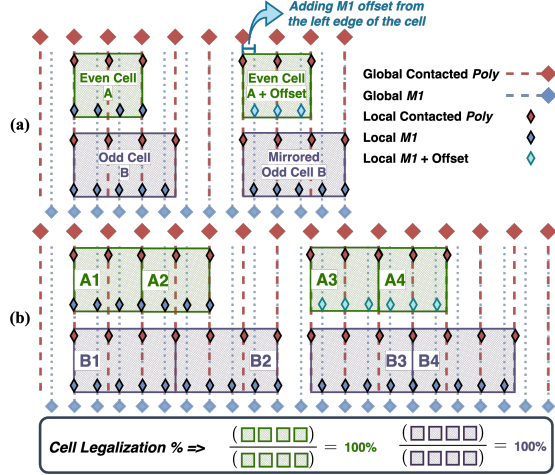 Adding M1 offset from
the left edge of the cell
(a)
Even Cell
A
Even Cell
A + Offset
Odd Cell
B
Mirrored
Odd Cell B
Global Contacted Poly
Global M1
Local Contacted Poly
Local M1
Local M1 + Offset
(b)
A1 A2 A3 A4
B1 B2 B3 B4
Cell Legalization % => ( ) / ( ) = 100% ( ) / ( ) = 100%